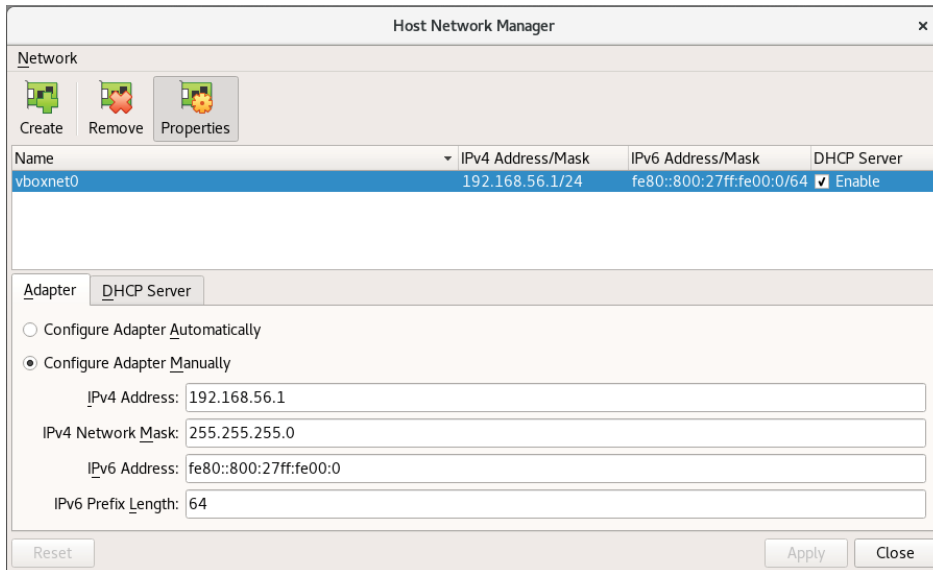 Host Network Manager
Network
Create Remove Properties
Name IPv4 Address/Mask IPv6 Address/Mask DHCP Server
vboxnet0 192.168.56.1/24 fe80::800:27ff:fe00:0/64 Enable
Adapter DHCP Server
Configure Adapter Automatically
Configure Adapter Manually
IPv4 Address: 192.168.56.1
IPv4 Network Mask: 255.255.255.0
IPv6 Address: fe80::800:27ff:fe00:0
IPv6 Prefix Length: 64
Reset Apply Close